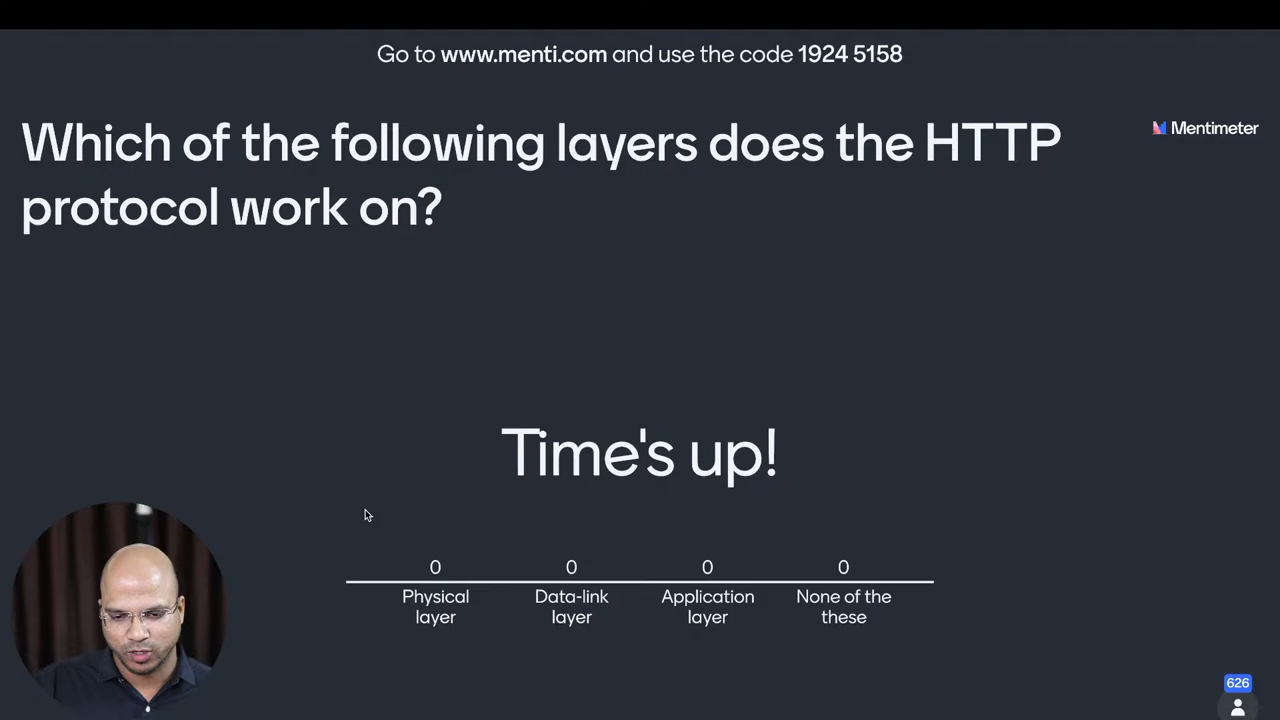 Go to www.menti.com and use the code 1924 5158
Which of the following layers does the HTTP
protocol work on?
Mentimeter
Time's up!
0 0 0 0
Physical layer
Data-link layer
Application layer
None of the these
626